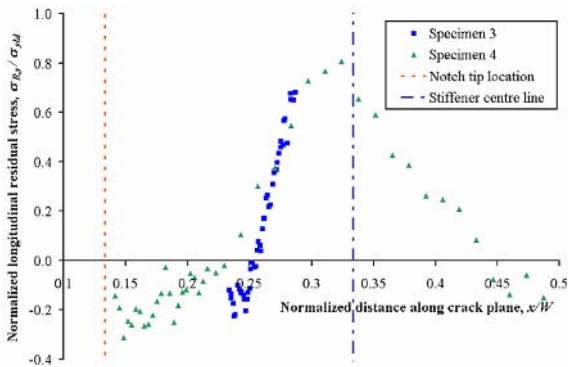 Normalized longitudinal residual stress, σR,y/σyld
1.0
0.8
0.6
0.4
0.2
0.0
-0.2
-0.4
0.1
0.15
0.2
0.25
0.3
0.35
0.4
0.45
0.5
Specimen 3
Specimen 4
Notch tip location
Stiffener centre line
Normalized distance along crack plane, x/W